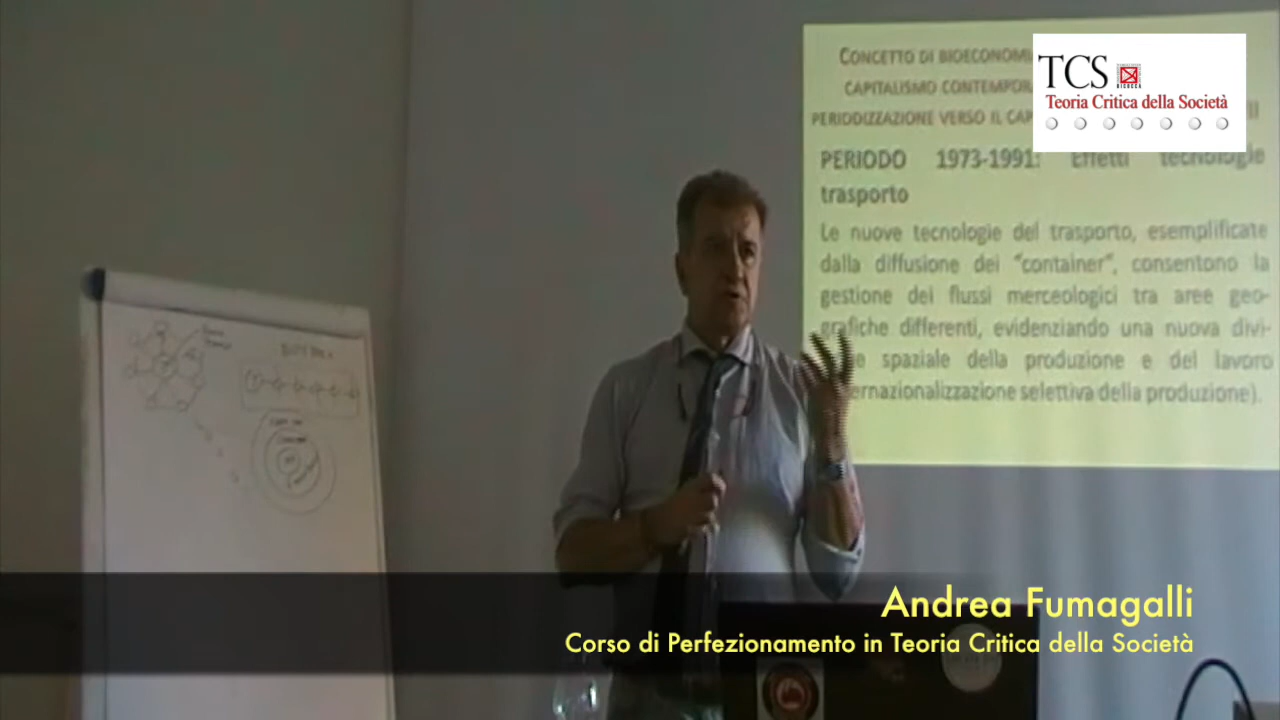 CONCETTO DI BIOECONOMI
CAPITALISMO CONTEMPOR
PERIODIZZAZIONE VERSO IL CAP
TCS
BICOCCA
Teoria Critica della Società
PERIODO 1973-1991: Effetti tecnologie
trasporto
Le nuove tecnologie del trasporto, esemplificate
dalla diffusione dei “container”, consentono la
gestione dei flussi merceologici tra aree geo-
grafiche differenti, evidenziando una nuova divi-
e spaziale della produzione e del lavoro
ernazionalizzazione selettiva della produzione).
Andrea Fumagalli
Corso di Perfezionamento in Teoria Critica della Società